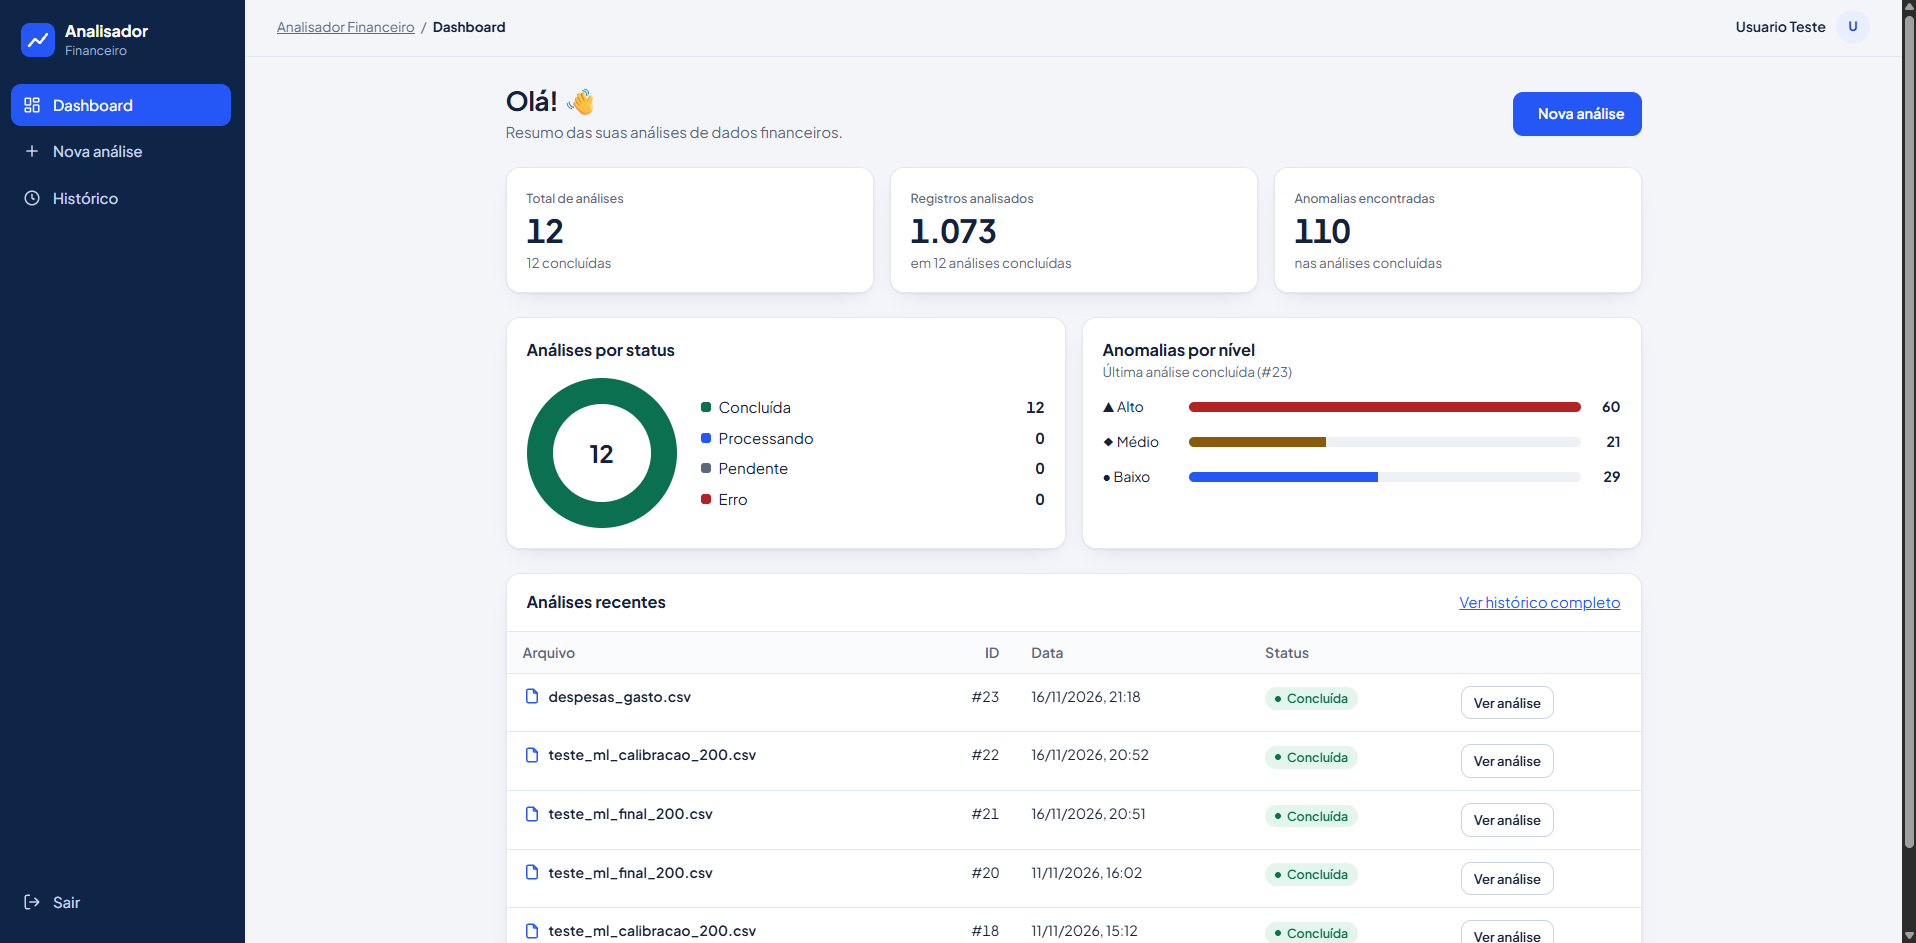 Analisador
Financeiro
Dashboard
Nova análise
Histórico
Sair
Analisador Financeiro / Dashboard
Usuario Teste U
Olá! 👋
Resumo das suas análises de dados financeiros.
Nova análise
Total de análises
12
12 concluídas
Registros analisados
1.073
em 12 análises concluídas
Anomalias encontradas
110
nas análises concluídas
Análises por status
12
Concluída 12
Processando 0
Pendente 0
Erro 0
Anomalias por nível
Última análise concluída (#23)
▲ Alto 60
◆ Médio 21
● Baixo 29
Análises recentes
Ver histórico completo
Arquivo ID Data Status
despesas_gasto.csv #23 16/11/2026, 21:18 • Concluída Ver análise
teste_ml_calibracao_200.csv #22 16/11/2026, 20:52 • Concluída Ver análise
teste_ml_final_200.csv #21 16/11/2026, 20:51 • Concluída Ver análise
teste_ml_final_200.csv #20 11/11/2026, 16:02 • Concluída Ver análise
teste_ml_calibracao_200.csv #18 11/11/2026, 15:12 • Concluída Ver análise